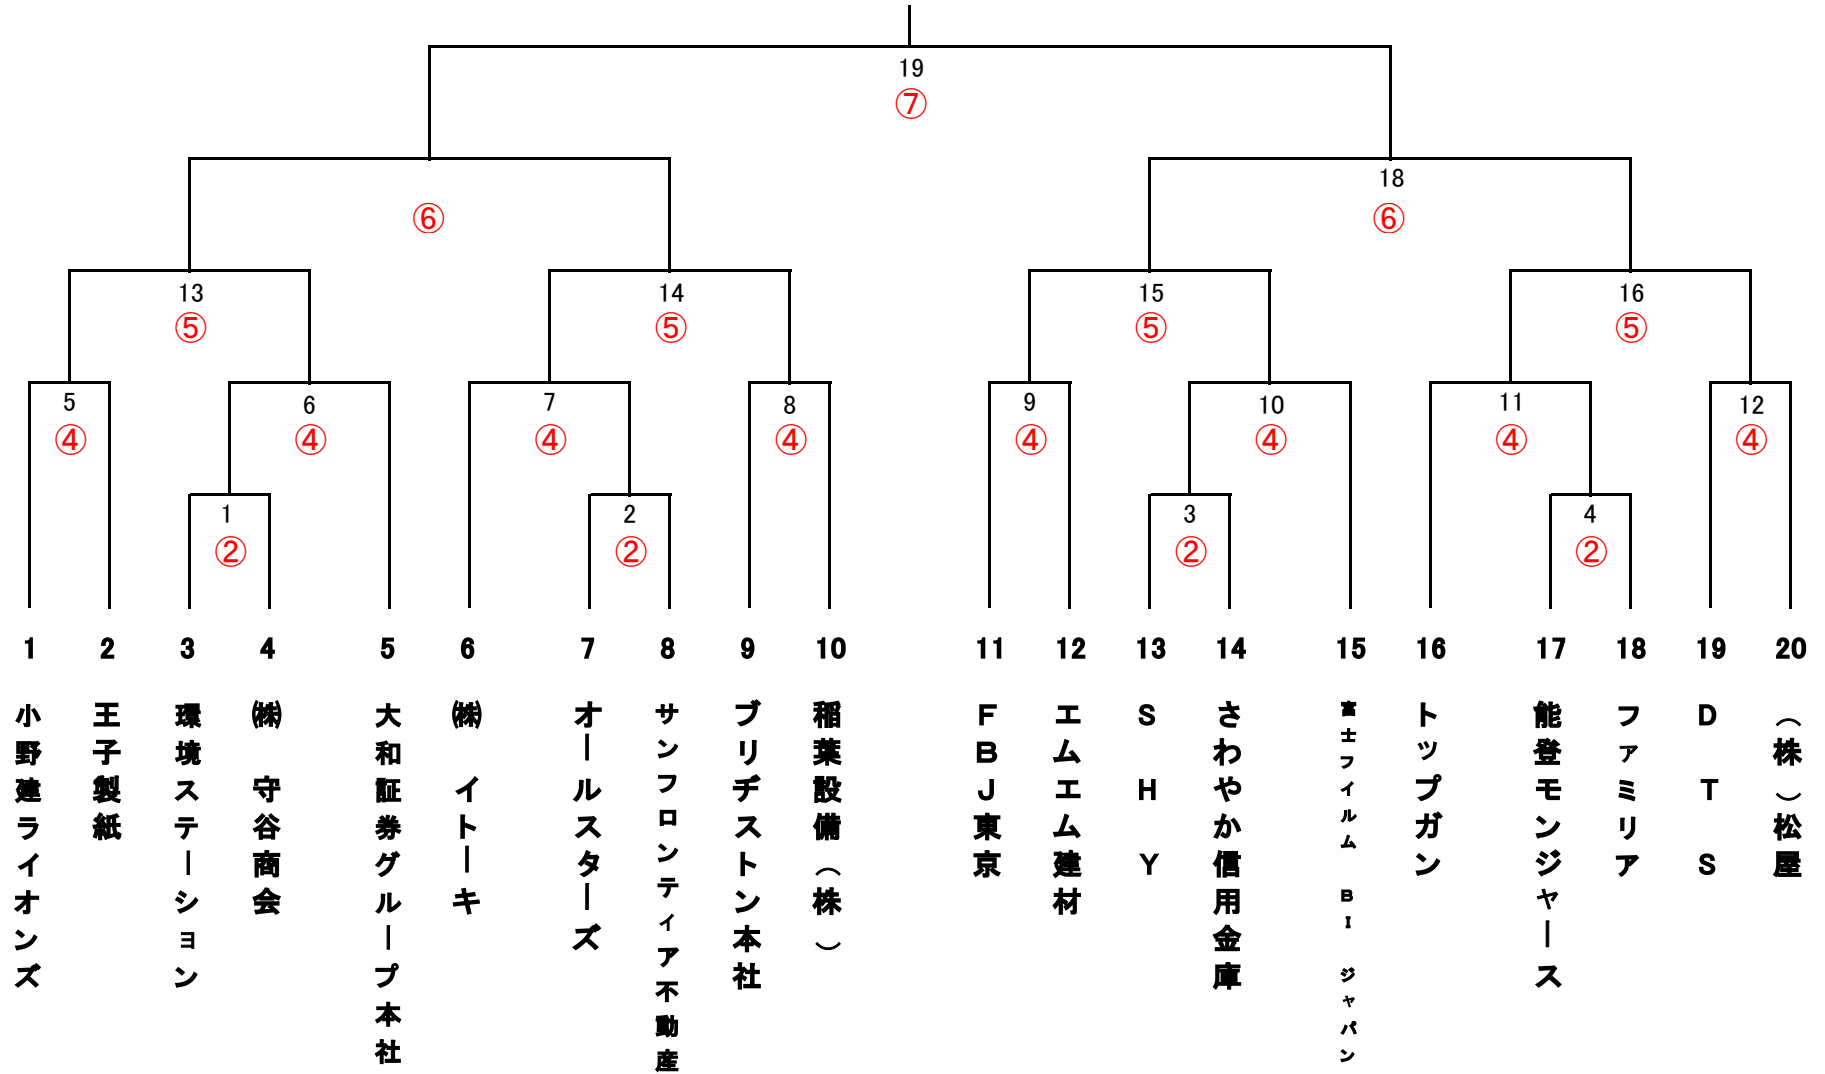 19
⑦
18
⑥ ⑥
13 14 15 16
⑤ ⑤ ⑤ ⑤
5 6 7 8 9 10 11 12
④ ④ ④ ④ ④ ④ ④ ④
1 2 3 4
② ② ② ②
1 2 3 4 5 6 7 8 9 10 11 12 13 14 15 16 17 18 19 20
小野建ライオンズ
王子製紙
環境ステーション
㈱ 守谷商会
大和証券グループ本社
㈱ イトーキ
オールスターズ
サンフロンティア不動産
ブリヂストン本社
稲葉設備(株)
FBJ東京
エムエム建材
S H Y
さわやか信用金庫
富士フィルム BI ジャパン
トップガン
能登モンジャース
ファミリア
D T S
(株)松屋